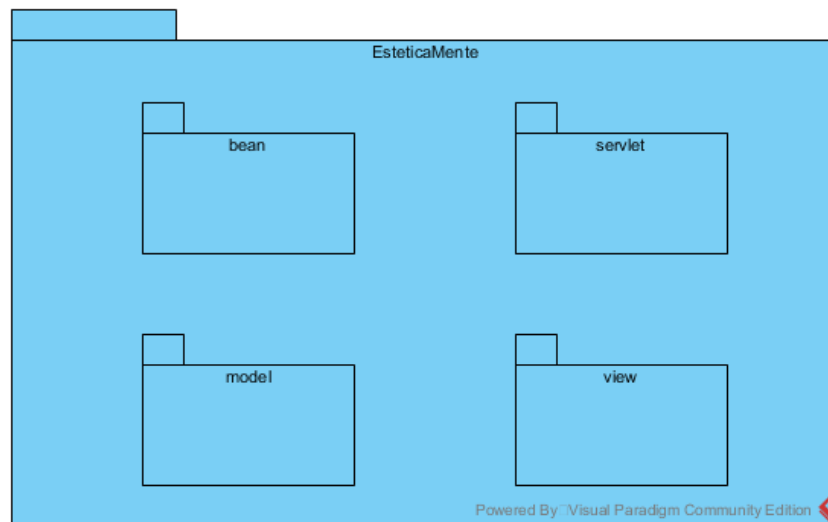 EsteticaMente
bean
servlet
model
view
Powered By Visual Paradigm Community Edition